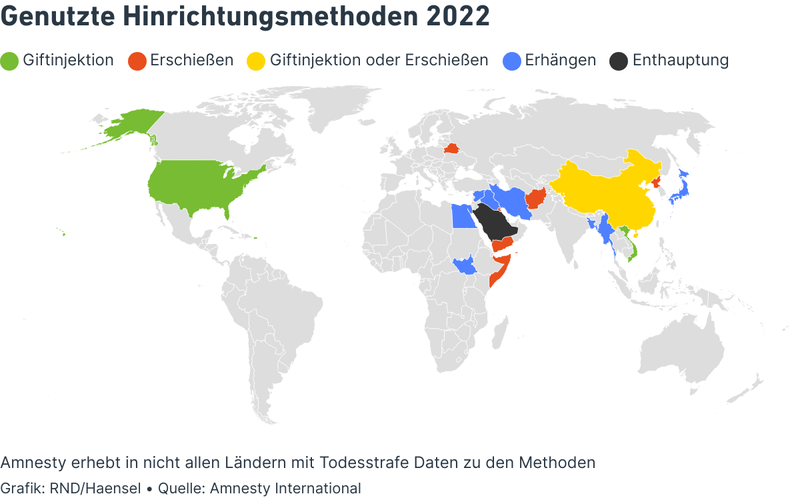 Genutzte Hinrichtungsmethoden 2022
Giftinjektion Erschießen Giftinjektion oder Erschießen Erhängen Enthauptung
Amnesty erhebt in nicht allen Ländern mit Todesstrafe Daten zu den Methoden
Grafik: RND/Haensel • Quelle: Amnesty International